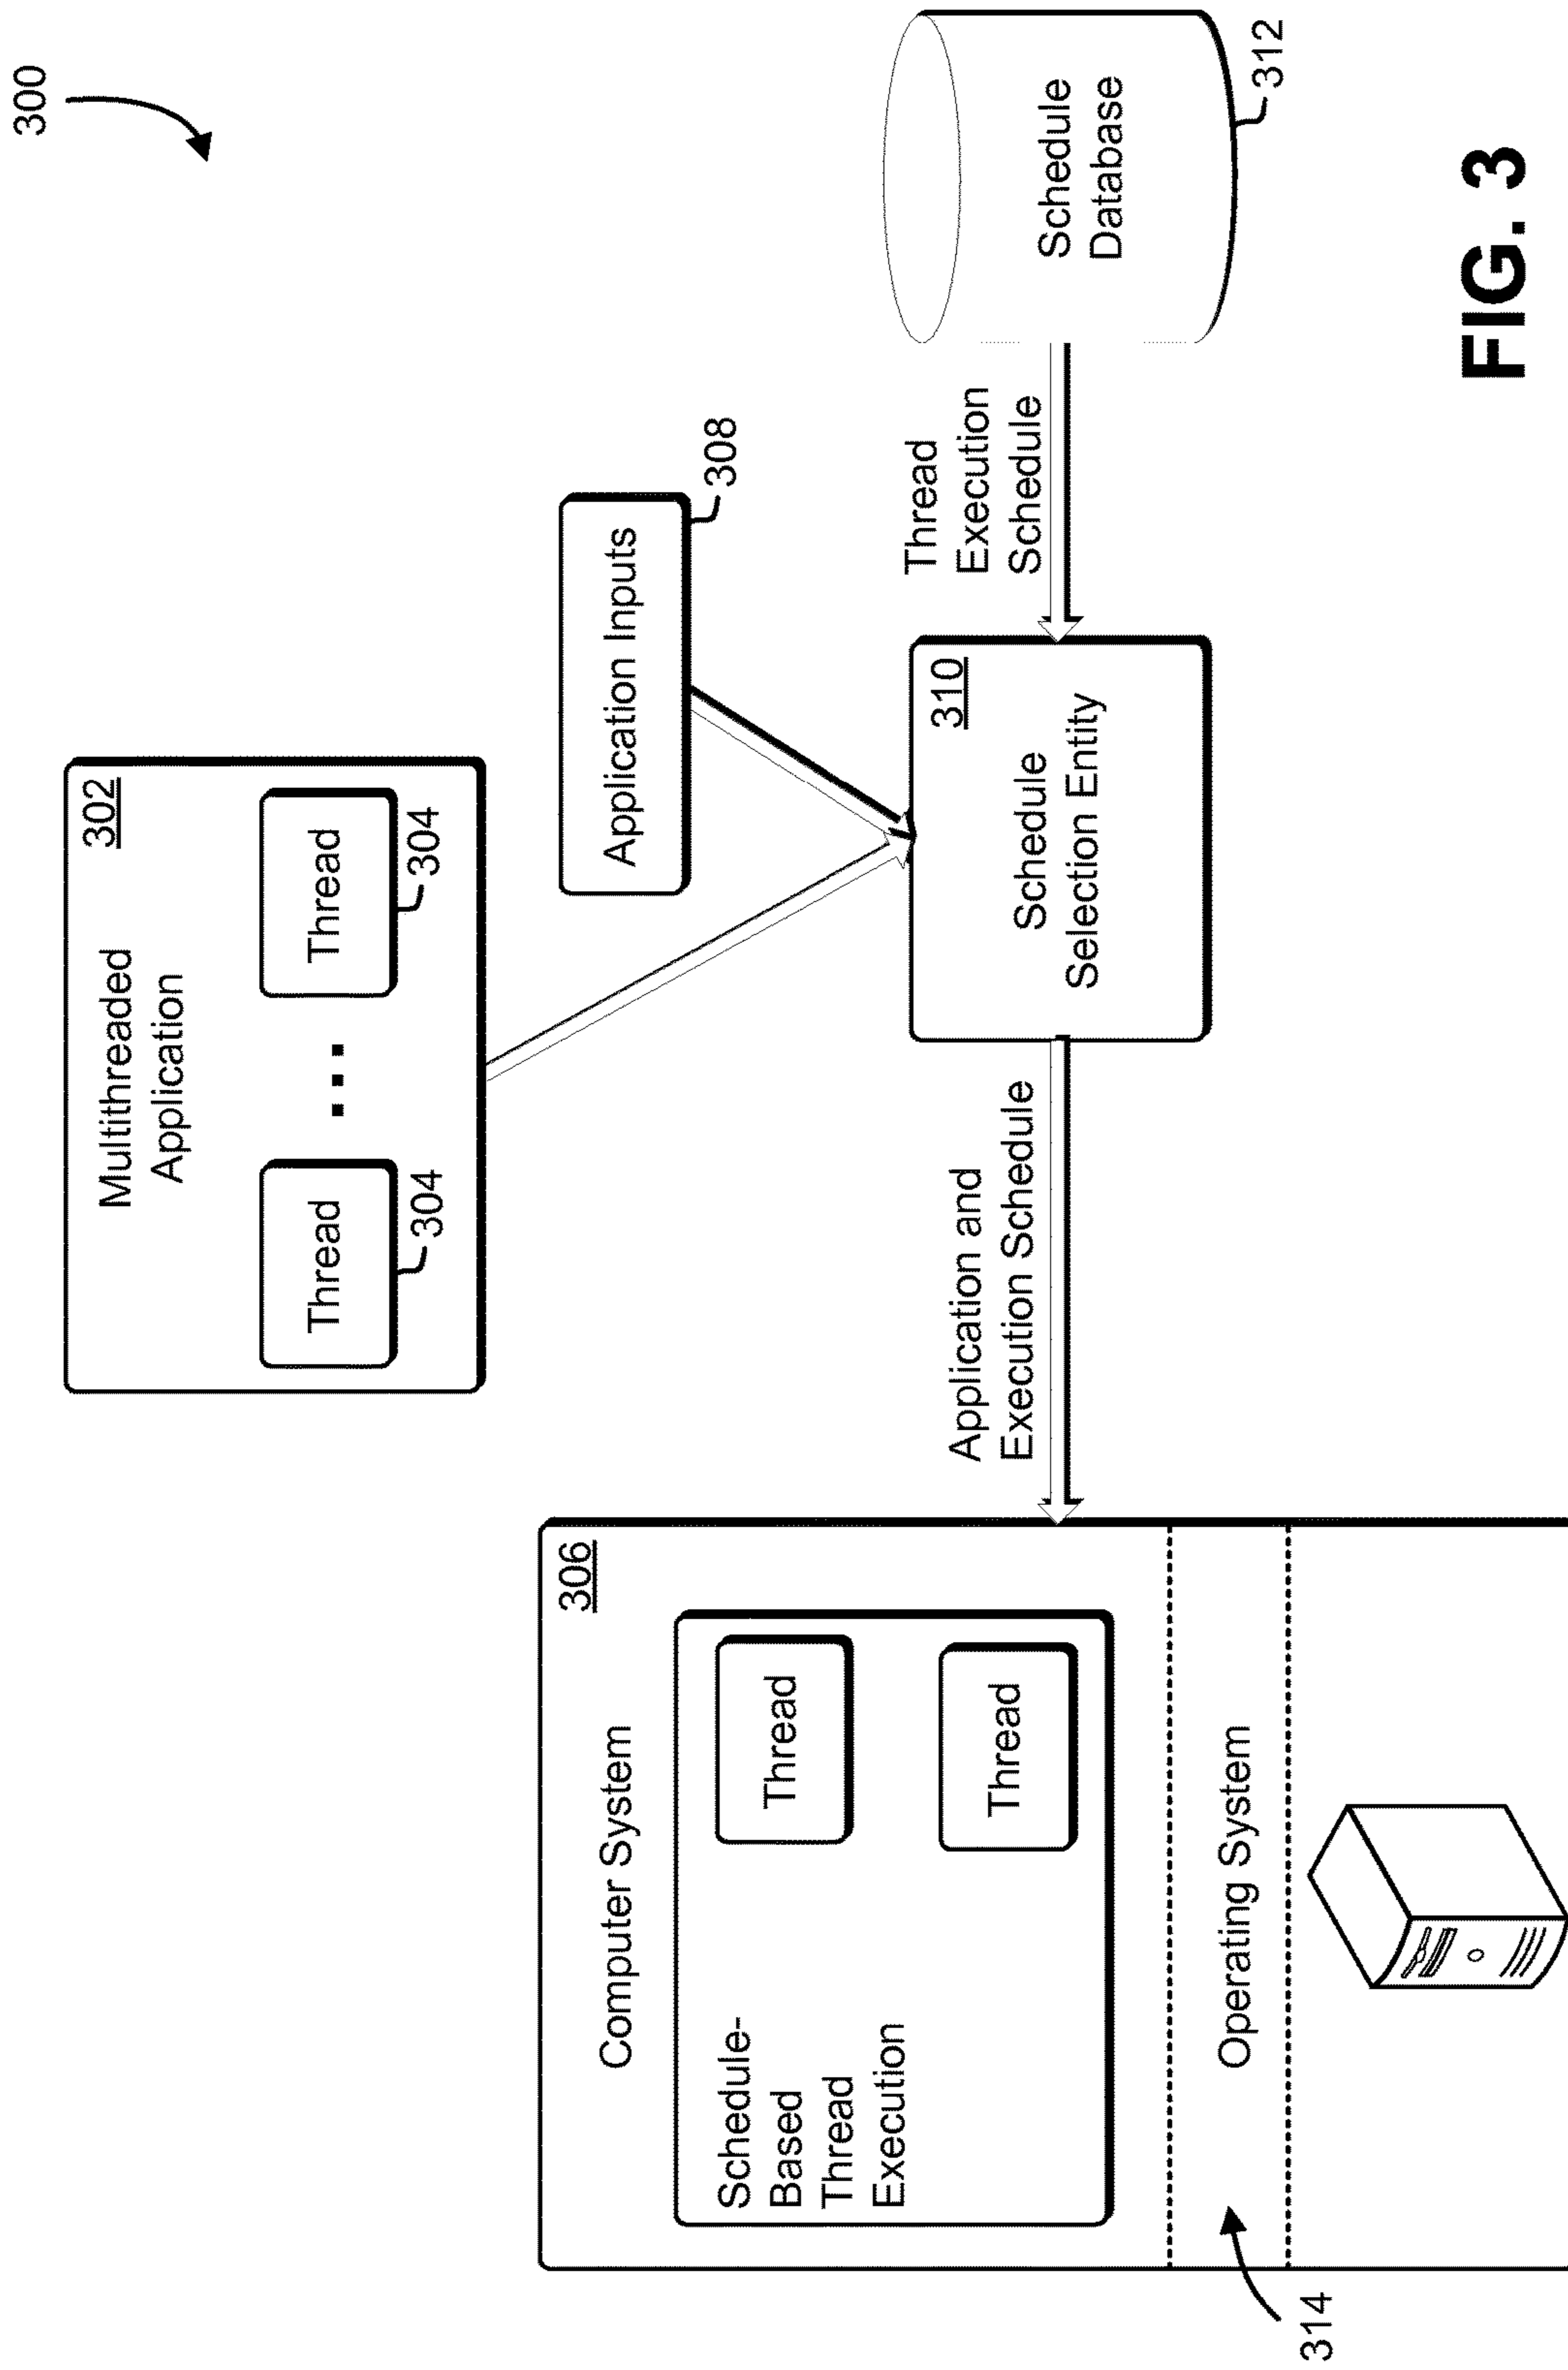 300
302
Multithreaded
Application
Thread
304
...
Thread
304
Application Inputs
308
306
Computer System
Schedule-
Based
Thread
Execution
Thread
Thread
Application and
Execution Schedule
310
Schedule
Selection Entity
Thread
Execution
Schedule
Schedule
Database
312
314
Operating System
FIG. 3